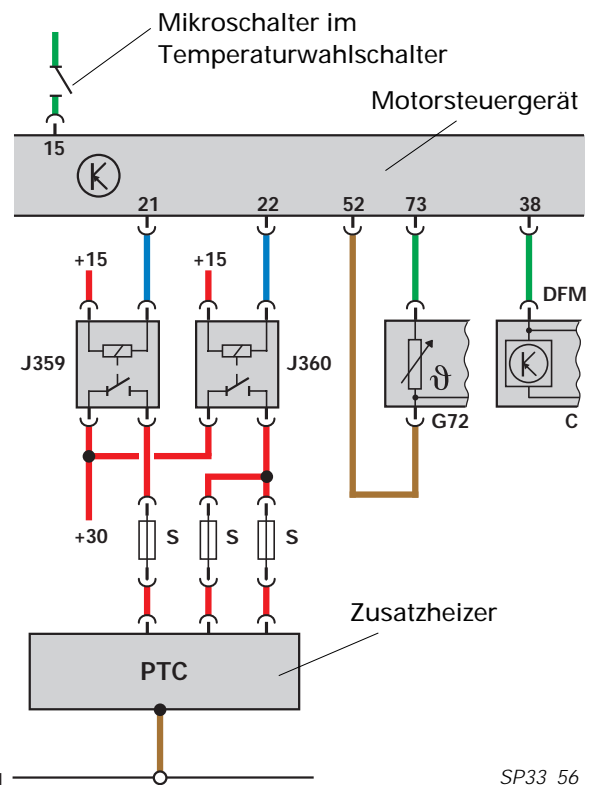 Mikroschalter im
Temperaturwahlschalter
Motorsteuergerät
15
21 22 52 73 38
+15 +15
DFM
J359 J360
ϑ
G72 C
+30 S S S
Zusatzheizer
PTC
SP33_56